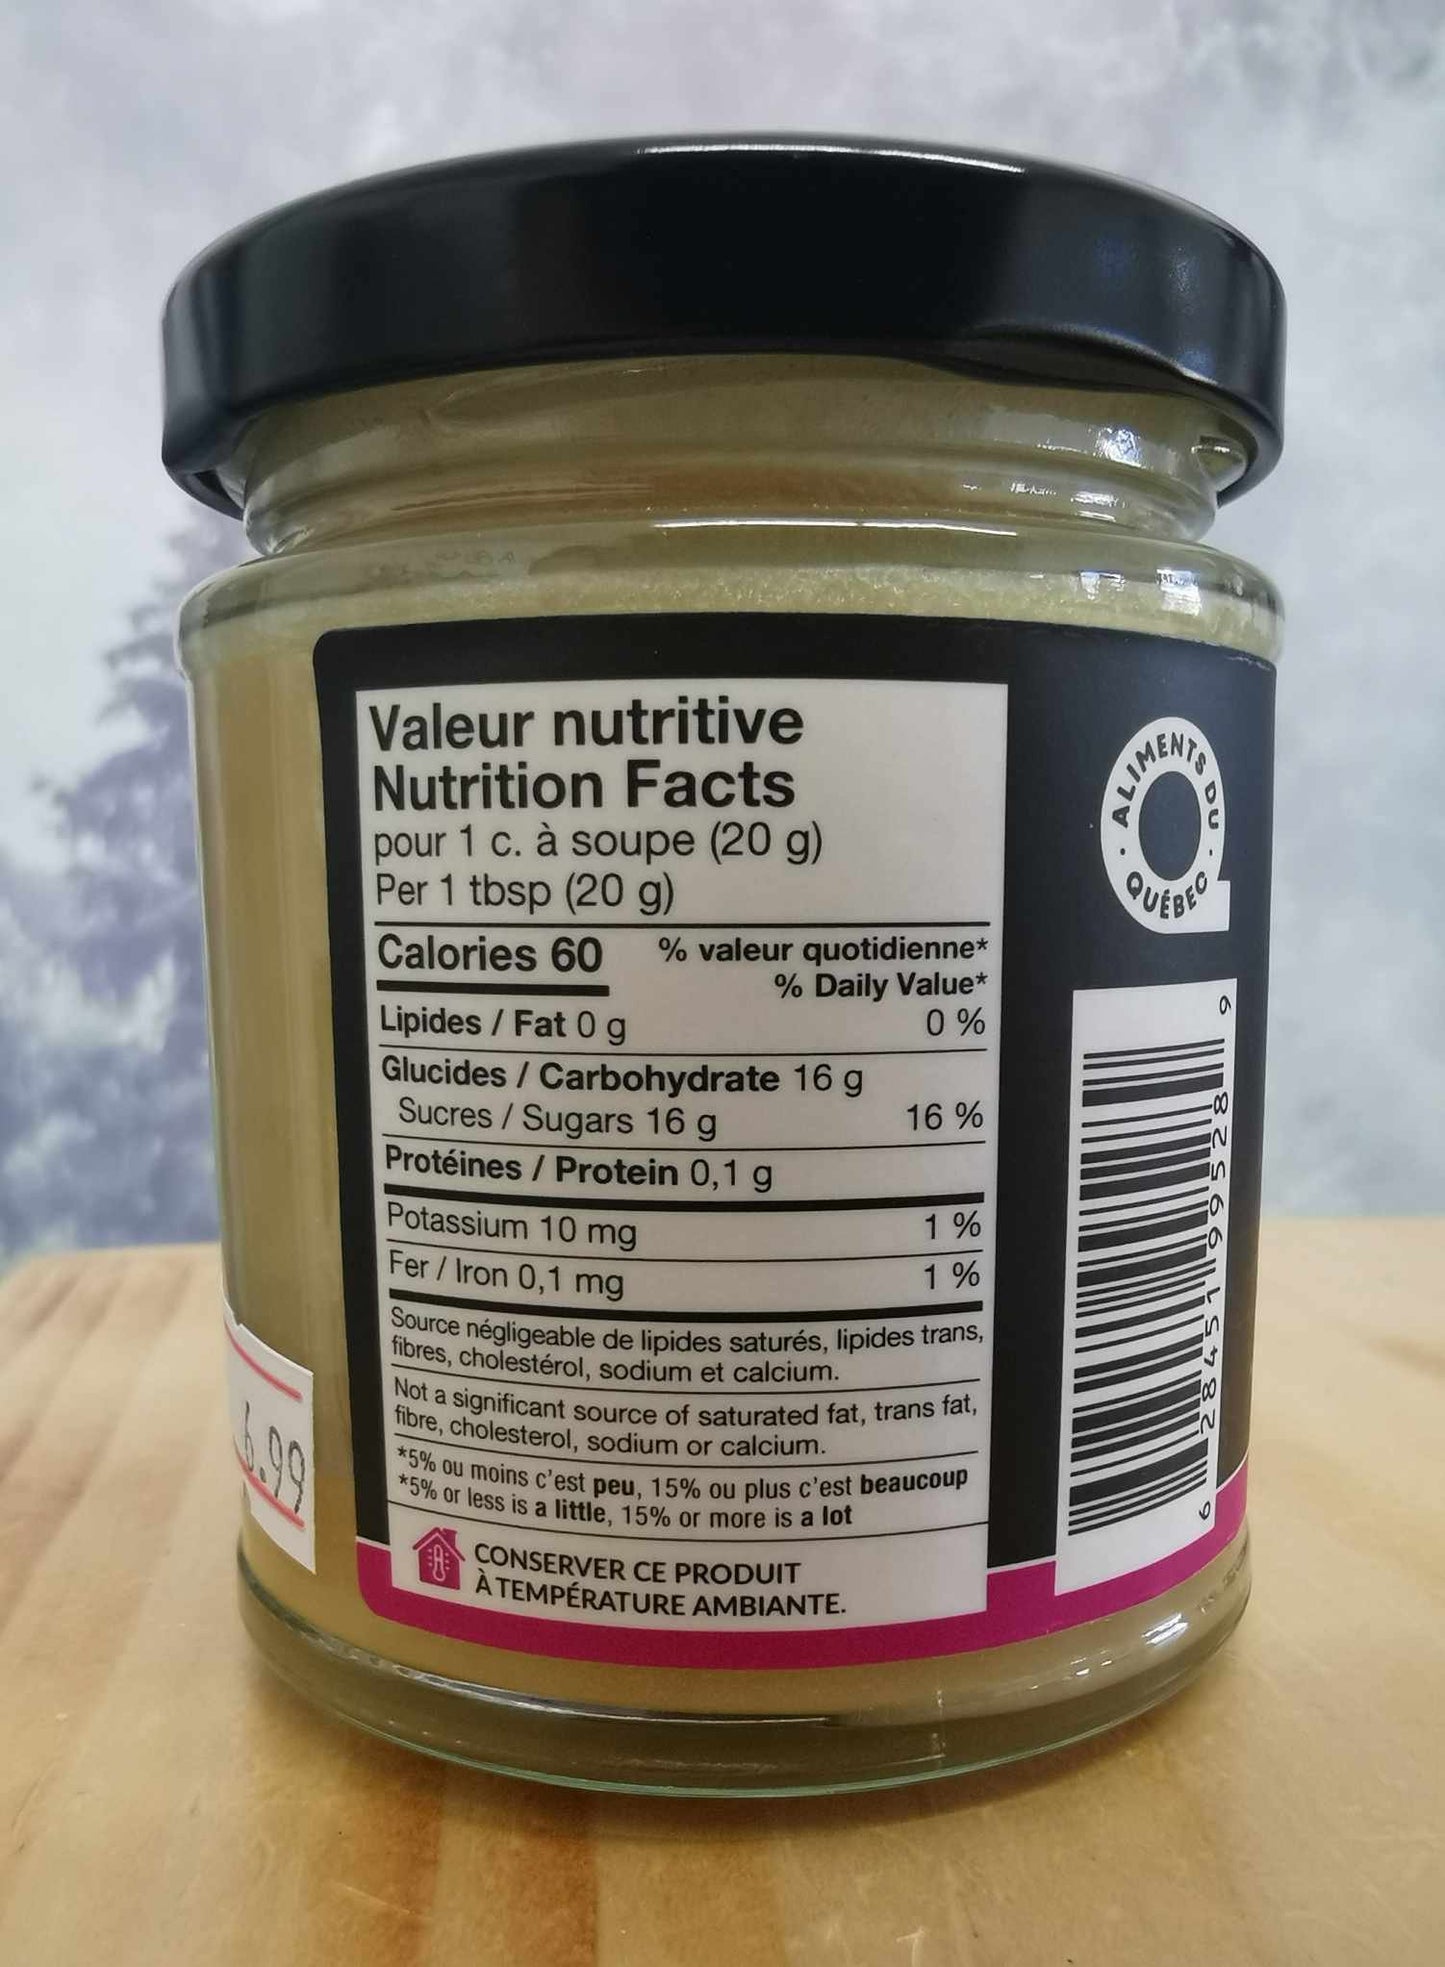 Valeur nutritive
Nutrition Facts
pour 1 c. à soupe (20 g)
Per 1 tbsp (20 g)
Calories 60
% valeur quotidienne*
% Daily Value*
Lipides / Fat 0 g 0 %
Glucides / Carbohydrate 16 g
Sucres / Sugars 16 g 16 %
Protéines / Protein 0,1 g
Potassium 10 mg 1 %
Fer / Iron 0,1 mg 1 %
Source négligeable de lipides saturés, lipides trans,
fibres, cholestérol, sodium et calcium.
Not a significant source of saturated fat, trans fat,
fibre, cholesterol, sodium or calcium.
*5% ou moins c'est peu, 15% ou plus c'est beaucoup
*5% or less is a little, 15% or more is a lot
CONSERVER CE PRODUIT
À TEMPÉRATURE AMBIANTE.
ALIMENTS DU
QUÉBEC
6 28451 99528 9
6.99